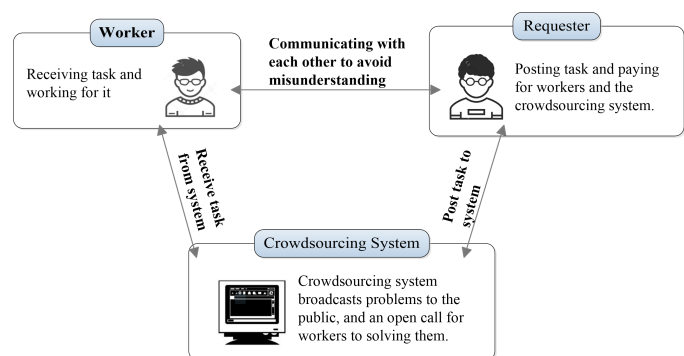 Worker
Receiving task and
working for it
Communicating with
each other to avoid
misunderstanding
Requester
Posting task and paying
for workers and the
crowdsourcing system.
Receive task
from system
Post task to
system
Crowdsourcing System
Crowdsourcing system
broadcasts problems to the
public, and an open call for
workers to solving them.